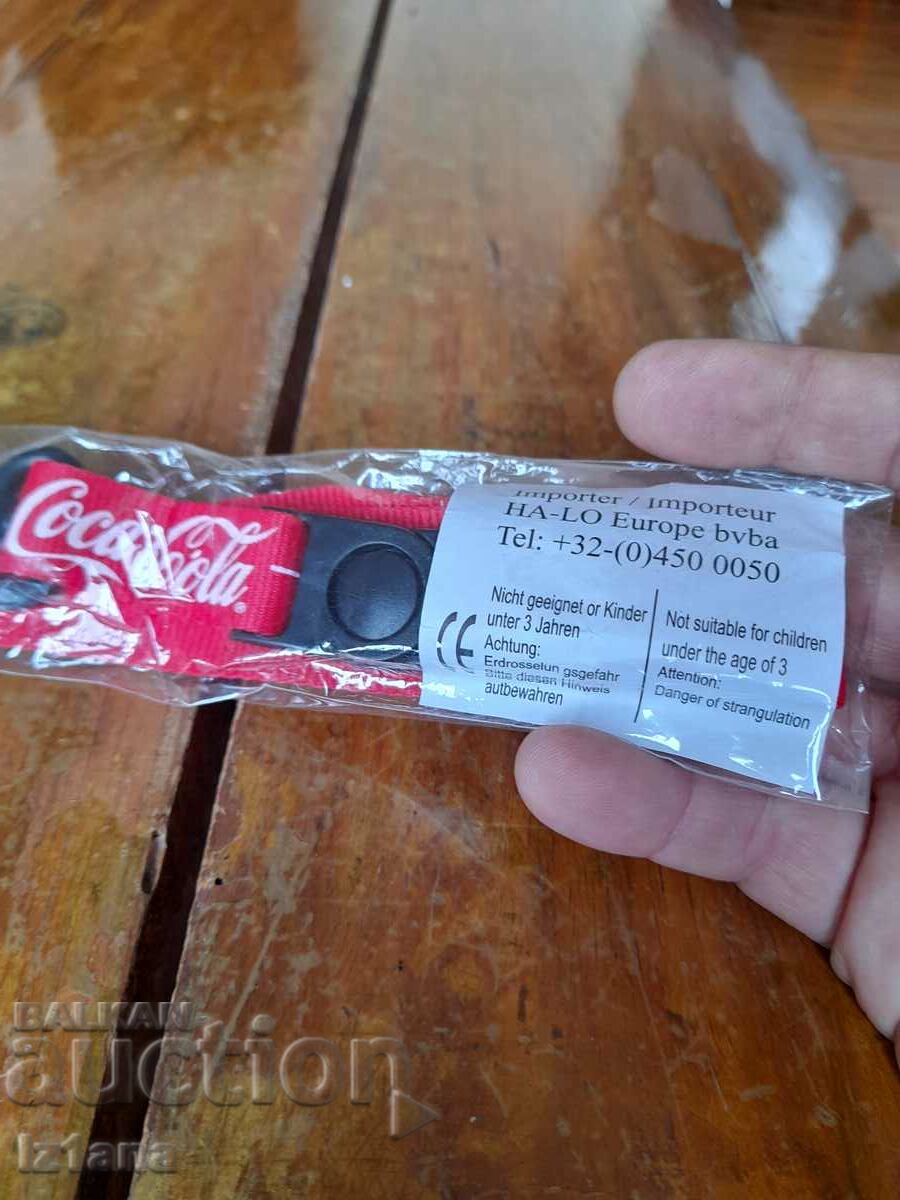 Coca-Cola
Importer / Importeur
HA-LO Europe bvba
Tel: +32-(0)450 0050
CE
Nicht geeignet or Kinder
unter 3 Jahren
Achtung:
Erdrosselun gsgefahr
Bitte diesen Hinweis
autbewahren
Not suitable for children
under the age of 3
Attention:
Danger of strangulation
BALKAN
auction
iz1ana